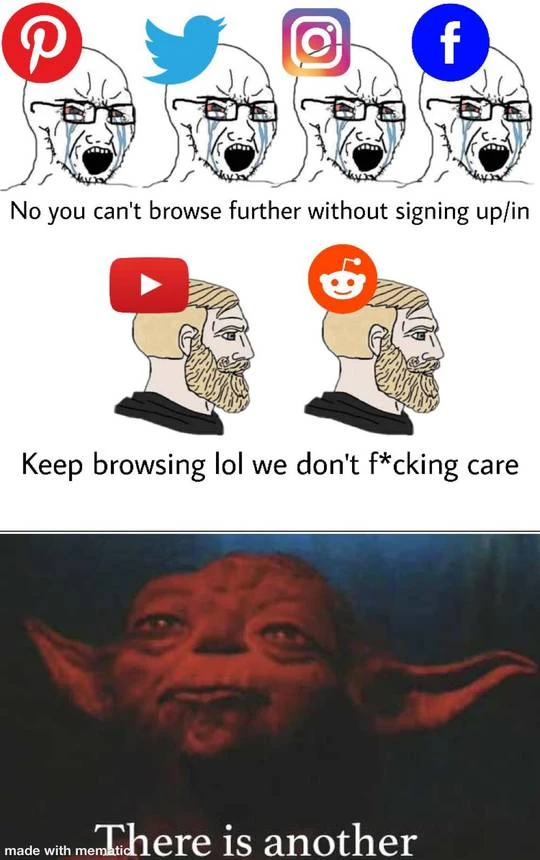 No you can't browse further without signing up/in
Keep browsing lol we don't f*cking care
There is another
made with mematic